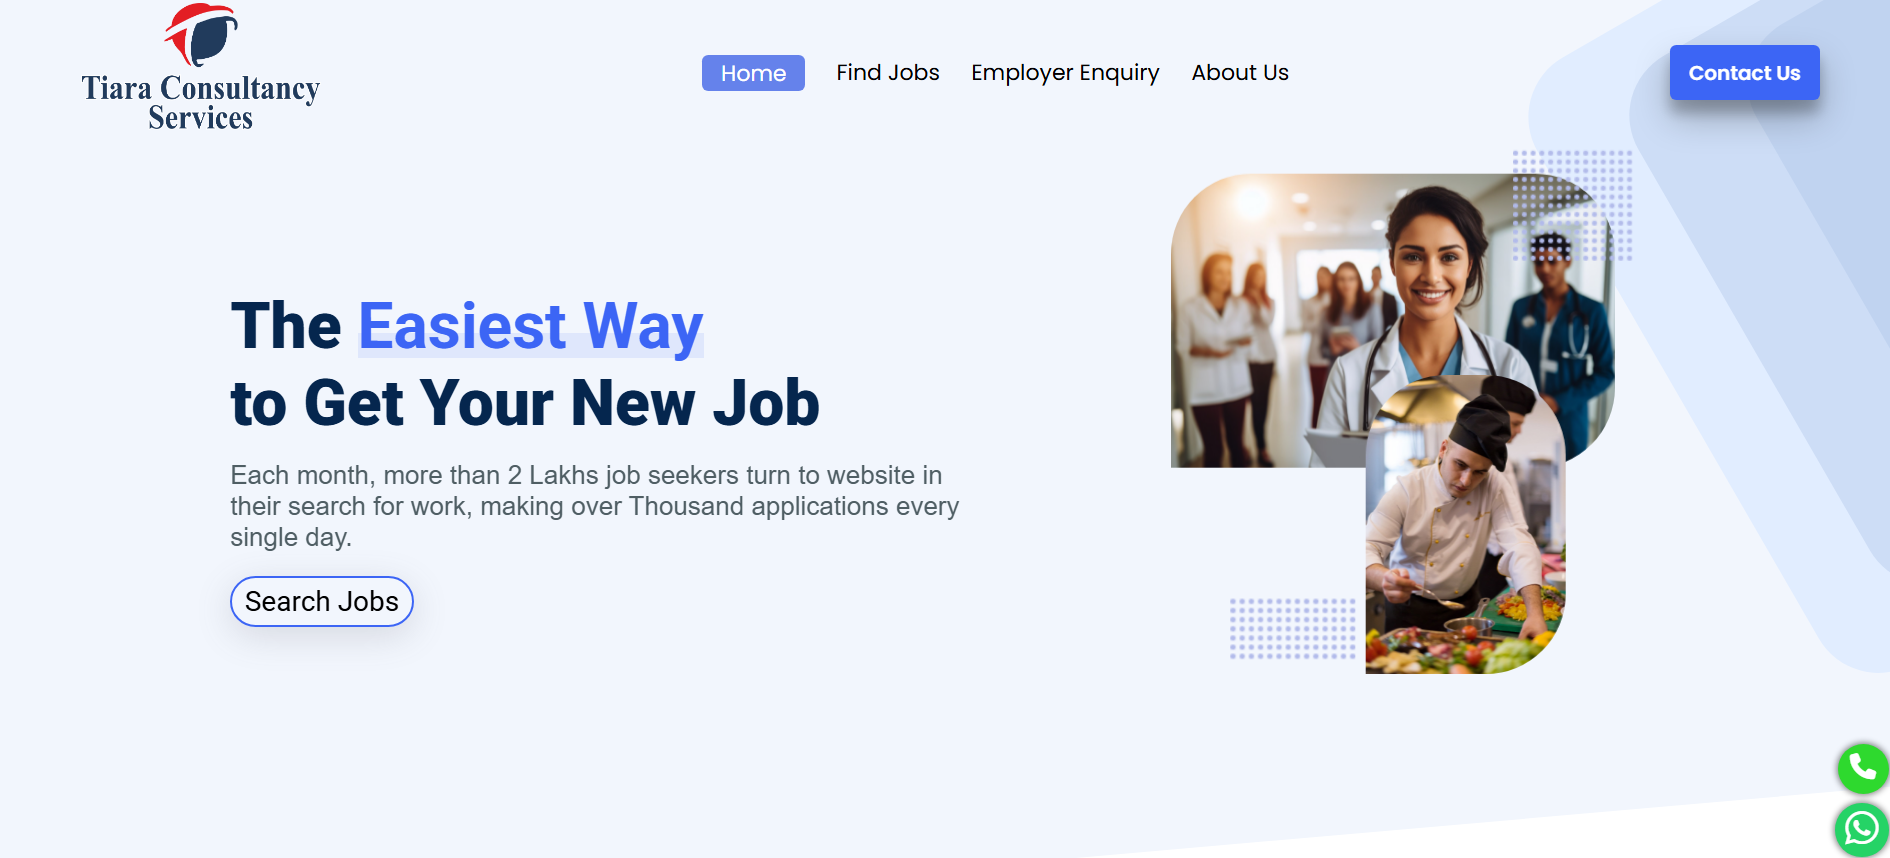 Tiara Consultancy
Services
Home
Find Jobs
Employer Enquiry
About Us
Contact Us
The Easiest Way
to Get Your New Job
Each month, more than 2 Lakhs job seekers turn to website in
their search for work, making over Thousand applications every
single day.
Search Jobs